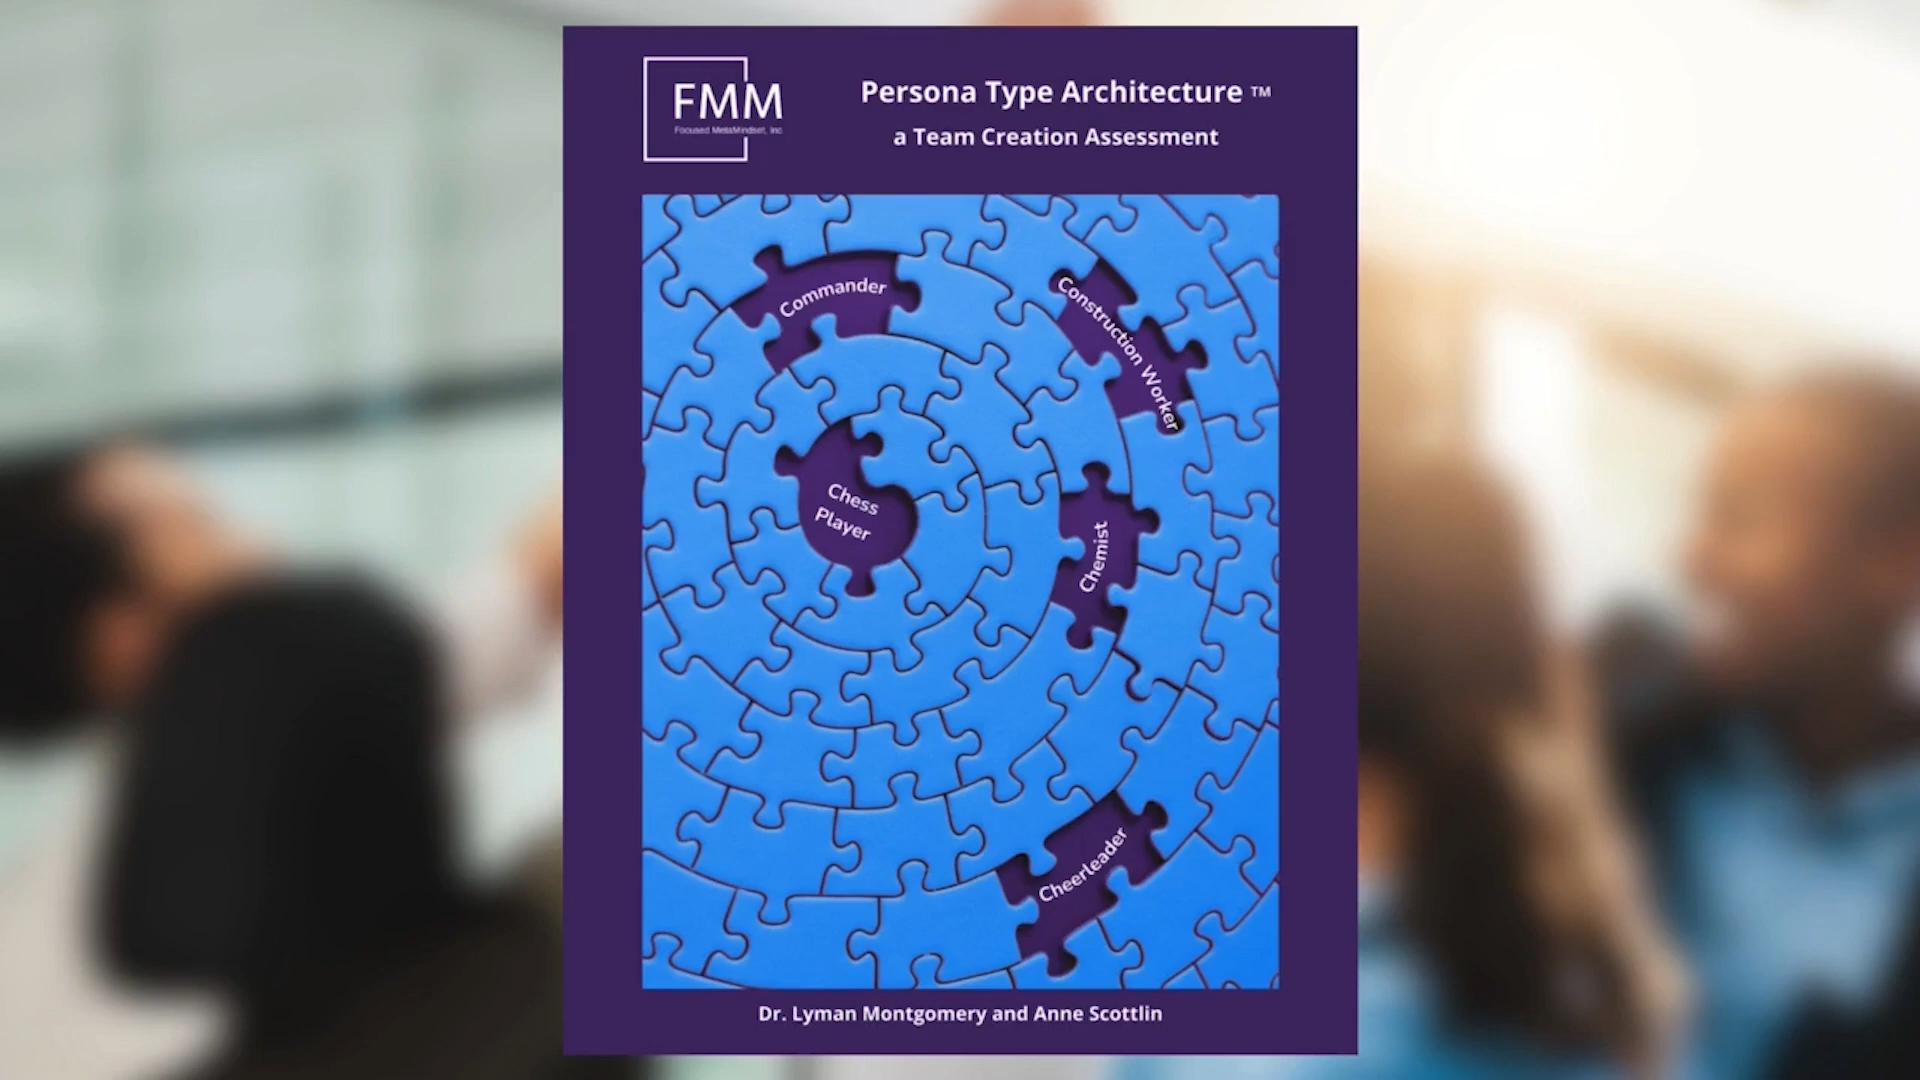 FMM
Focused MetaMindset, Inc
Persona Type Architecture ™
a Team Creation Assessment
Commander
Construction Worker
Chess
Player
Chemist
Cheerleader
Dr. Lyman Montgomery and Anne Scottlin